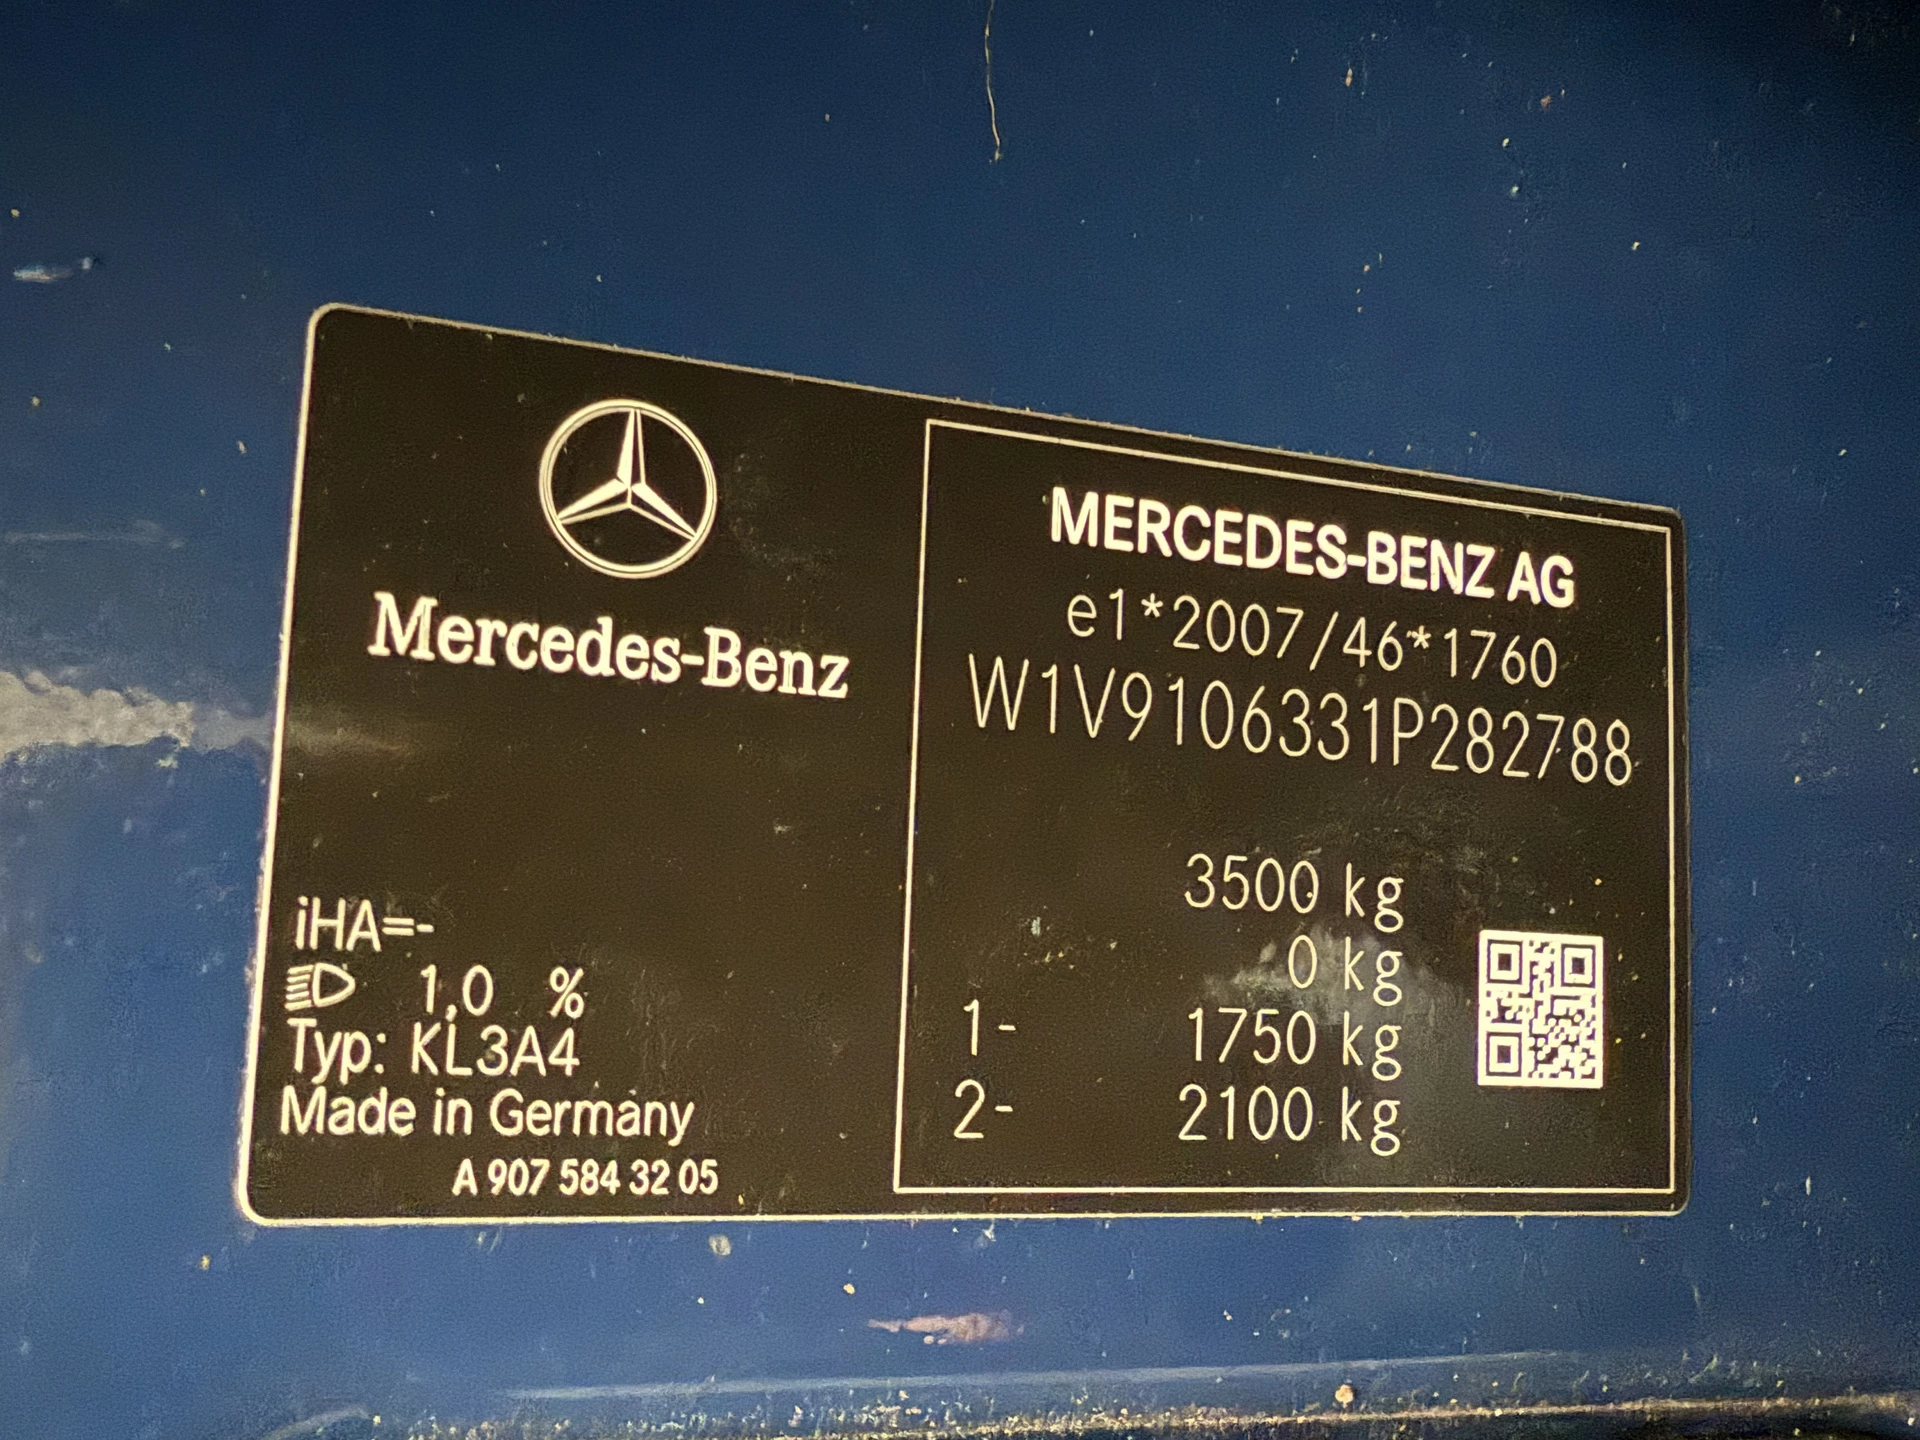 Mercedes-Benz
iHA=-
1,0 %
Typ: KL3A4
Made in Germany
A 907 584 32 05
MERCEDES-BENZ AG
e1*2007/46*1760
W1V9106331P282788
3500 kg
0 kg
1- 1750 kg
2- 2100 kg